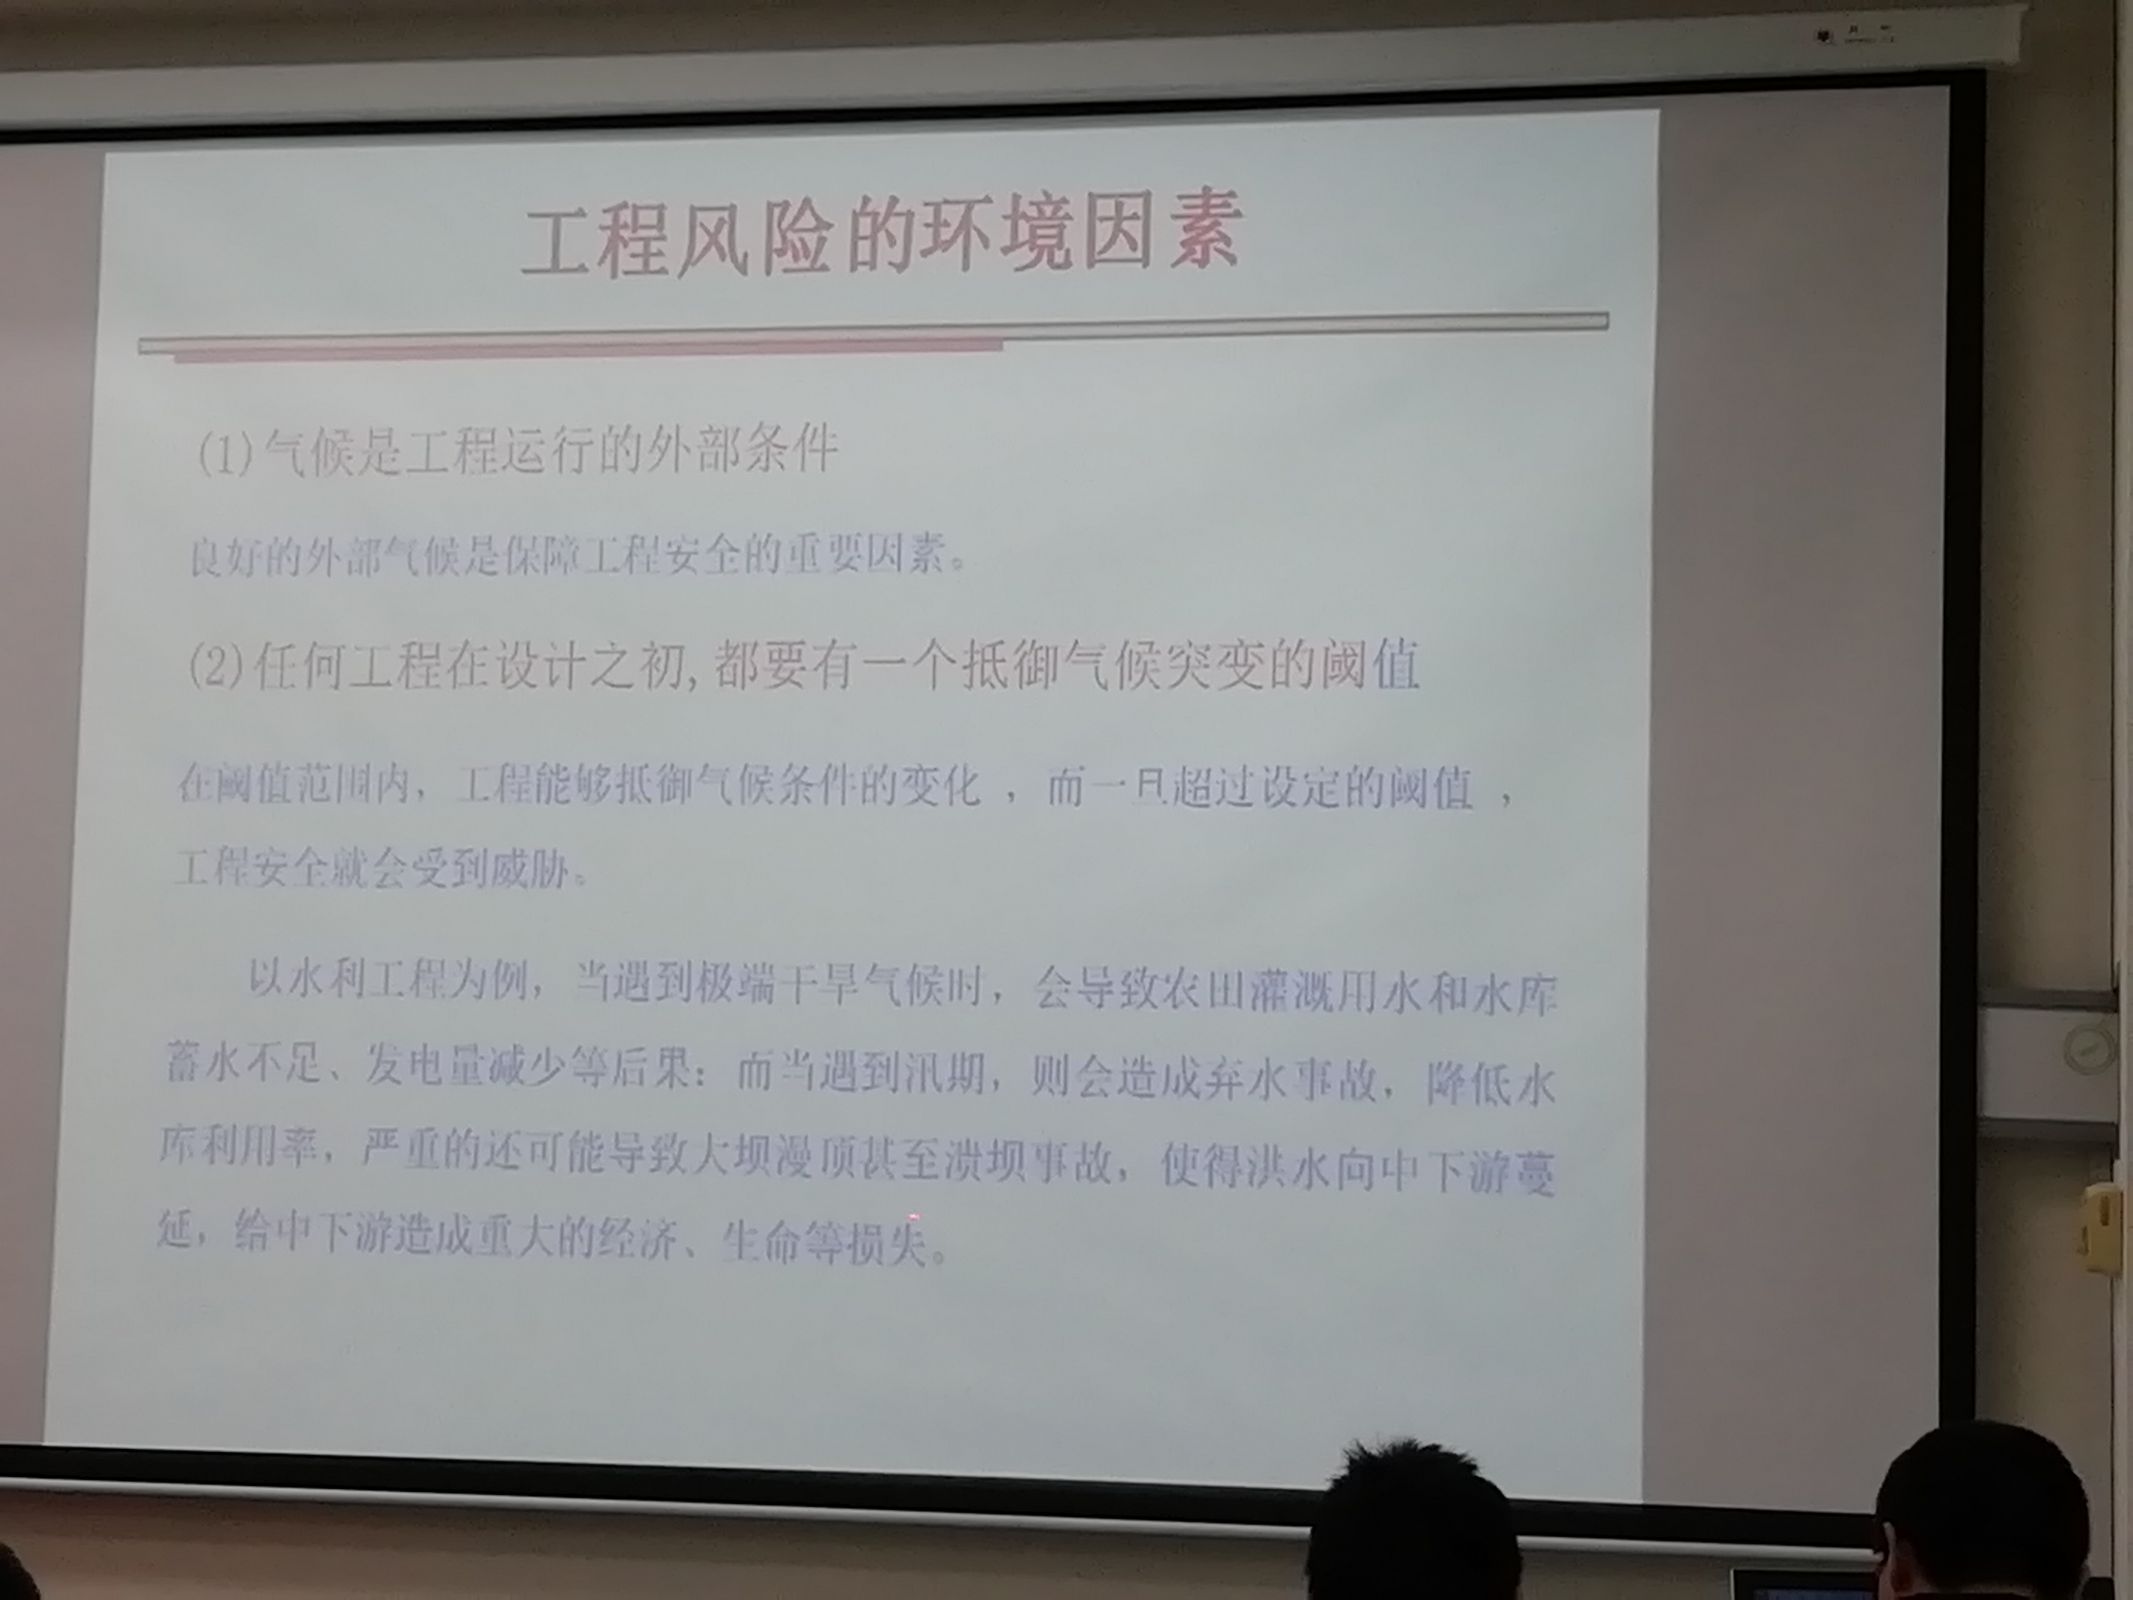 工程风险的环境因素
(1)气候是工程运行的外部条件
良好的外部气候是保障工程安全的重要因素。
(2)任何工程在设计之初,都要有一个抵御气候突变的阈值
在阈值范围内，工程能够抵御气候条件的变化，而一旦超过设定的阈值，
工程安全就会受到威胁。
以水利工程为例，当遇到极端干旱气候时，会导致农田灌溉用水和水库
蓄水不足、发电量减少等后果；而当遇到汛期，则会造成弃水事故，降低水
库利用率，严重的还可能导致大坝漫顶甚至溃坝事故，使得洪水向中下游蔓
延，给中下游造成重大的经济、生命等损失。